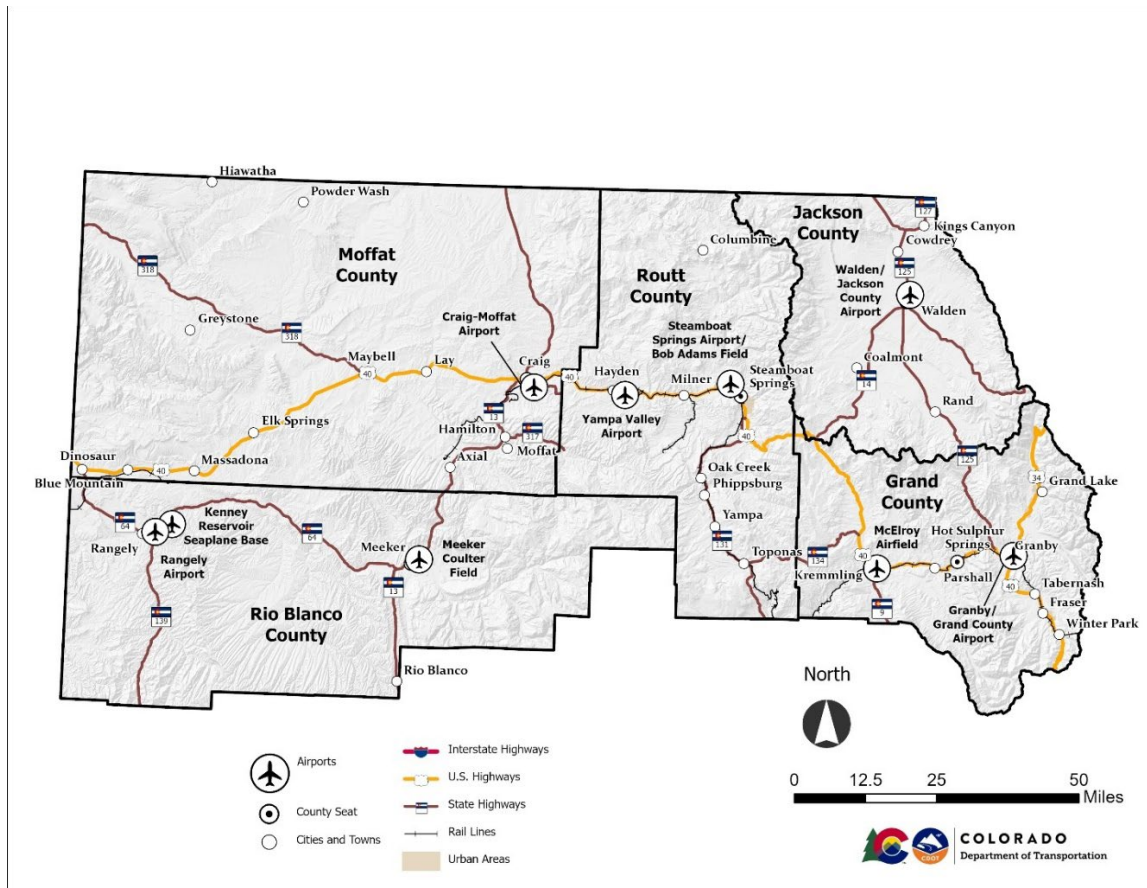 Hiawatha
Powder Wash
Moffat
County
318
Greystone
318
Craig-Moffat
Airport
Maybell
40
Lay
Craig
40
13
Hamilton
317
Moffat
Axial
Elk Springs
Dinosaur
40
Massadona
Blue Mountain
Columbine
Routt
County
Steamboat
Springs Airport/
Bob Adams Field
Hayden
Milner
Steamboat
Springs
Yampa Valley
Airport
40
Oak Creek
Phippsburg
Yampa
131
Toponas
134
Jackson
County
127
Kings Canyon
Cowdrey
125
Walden/
Jackson
County
Airport
Walden
Coalmont
14
Rand
125
Grand
County
34
Grand Lake
McElroy
Airfield
Hot Sulphur
Springs
40
Granby
Kremmling
Parshall
40
Tabernash
Fraser
9
Granby/
Grand County
Airport
Winter Park
64
Kenney
Reservoir
Seaplane Base
64
Rangely
Rangely
Airport
Meeker
Meeker
Coulter
Field
13
139
Rio Blanco
County
Rio Blanco
North
0 12.5 25 50
Miles
Airports
County Seat
Cities and Towns
Interstate Highways
U.S. Highways
State Highways
Rail Lines
Urban Areas
CDOT
COLORADO
Department of Transportation